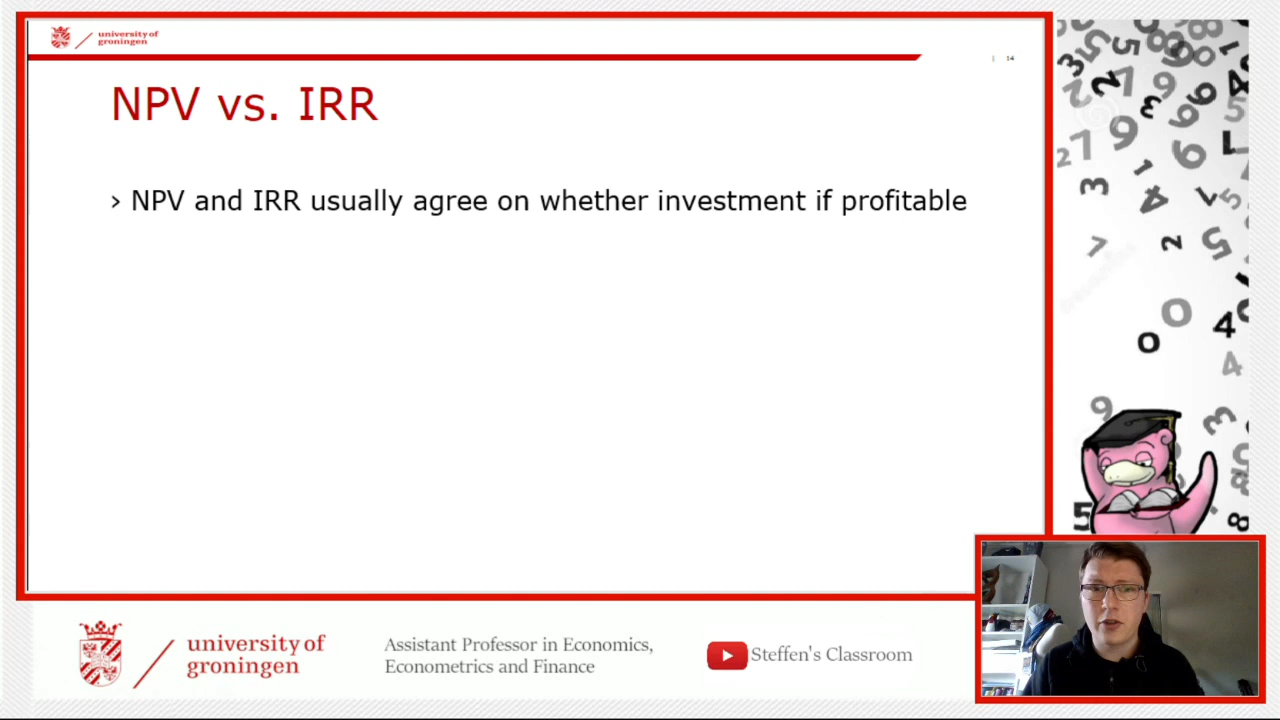 university of
groningen
| 14
NPV vs. IRR
› NPV and IRR usually agree on whether investment if profitable
university of
groningen
Assistant Professor in Economics,
Econometrics and Finance
Steffen's Classroom